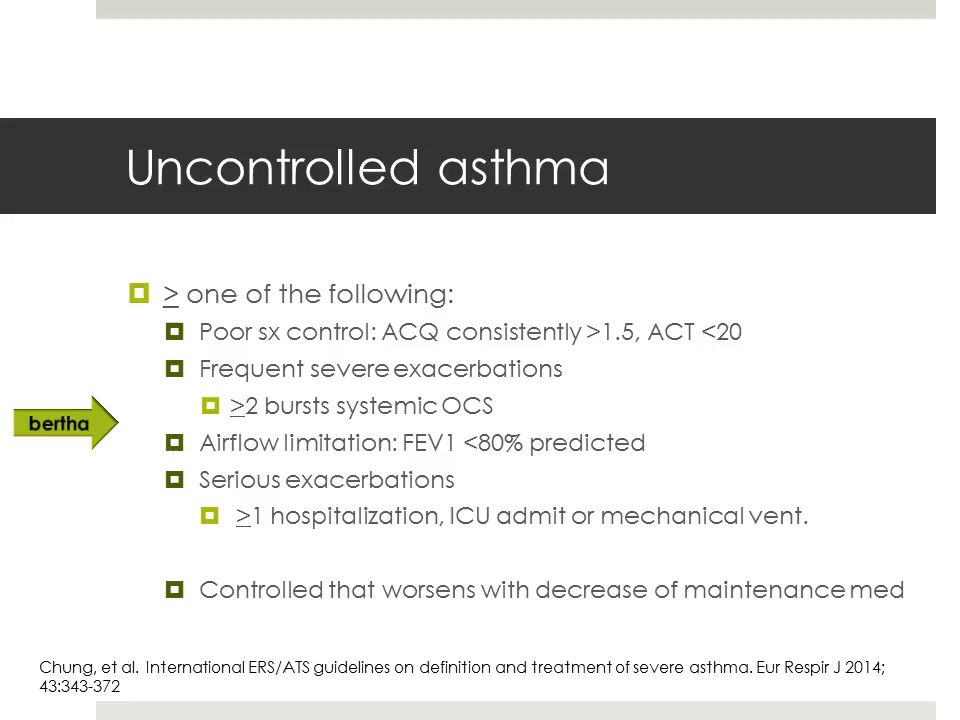 Uncontrolled asthma
> one of the following:
Poor sx control: ACQ consistently >1.5, ACT <20
Frequent severe exacerbations
>2 bursts systemic OCS
bertha
Airflow limitation: FEV1 <80% predicted
Serious exacerbations
>1 hospitalization, ICU admit or mechanical vent.
Controlled that worsens with decrease of maintenance med
Chung, et al. International ERS/ATS guidelines on definition and treatment of severe asthma. Eur Respir J 2014;
43:343-372